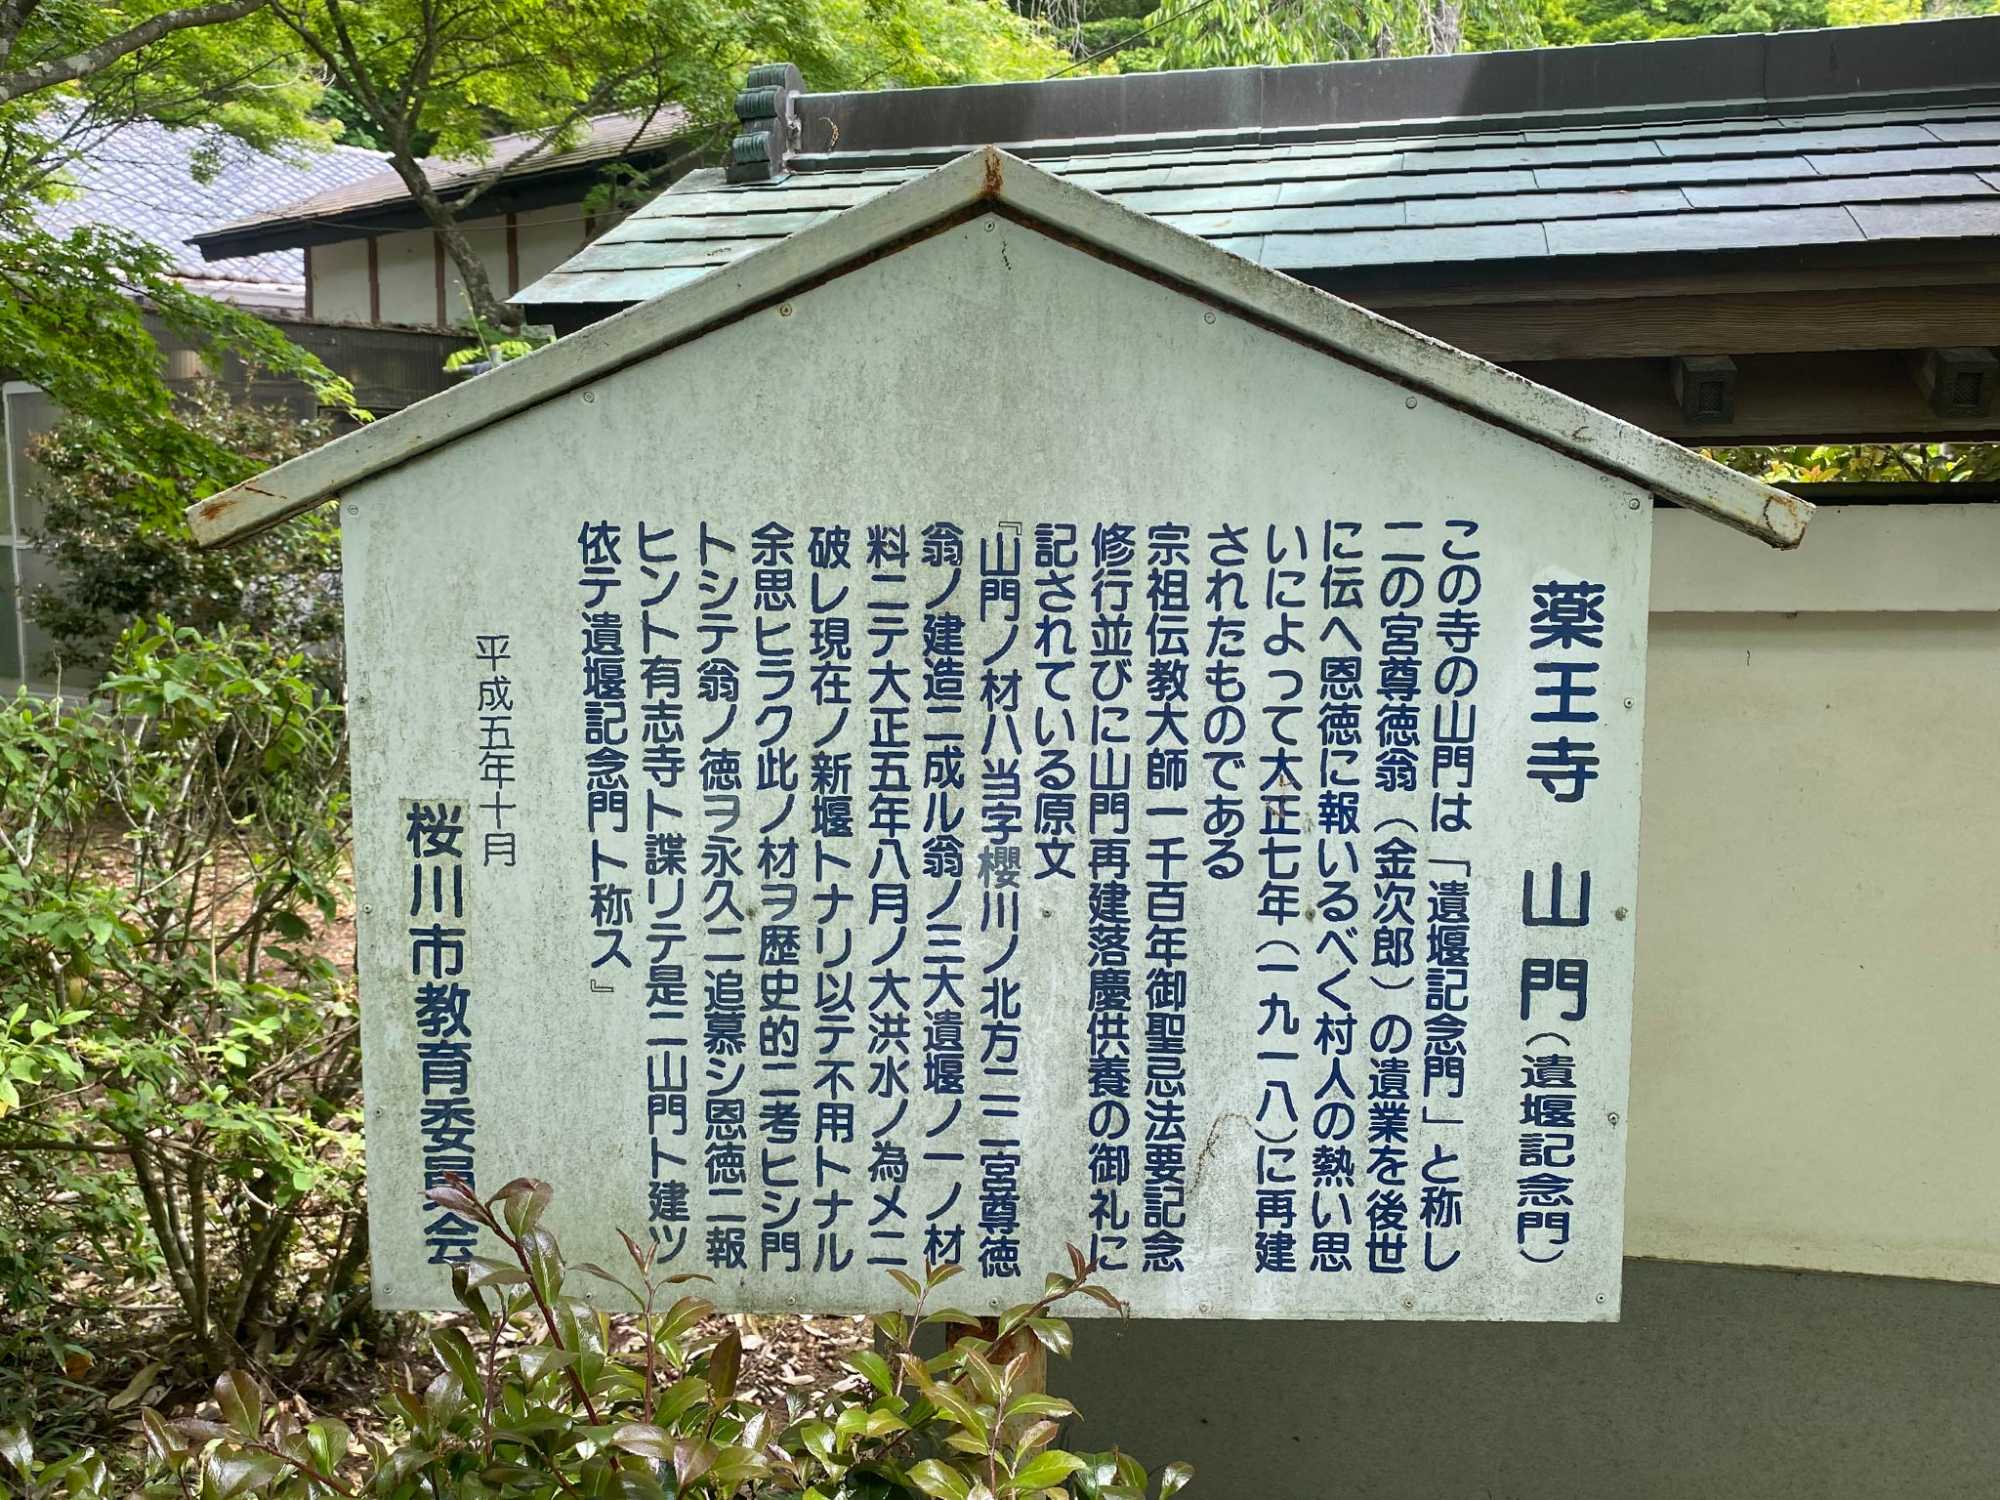 薬王寺 山門（遺堰記念門）
この寺の山門は「遺堰記念門」と称し
二の宮尊徳翁（金次郎）の遺業を後世
に伝へ恩徳に報いるべく村人の熱い思
いによって大正七年（一九一八）に再建
されたものである
宗祖伝教大師一千百年御聖忌法要記念
修行並びに山門再建落慶供養の御礼に
記されている原文
『山門ノ材ハ当字櫻川ノ北方ニ二宮尊徳
翁ノ建造ニ成ル翁ノ三大遺堰ノ一ノ材
料ニテ大正五年八月ノ大洪水ノ為メニ
破レ現在ノ新堰トナリ以テ不用トナル
余思ヒラク此ノ材ヲ歴史的ニ考ヒシ門
トシテ翁ノ徳ヲ永久ニ追慕シ恩徳ニ報
ヒント有志寺ト諜リテ是ニ山門ト建ツ
依テ遺堰記念門ト称ス』
平成五年十月
桜川市教育委員会